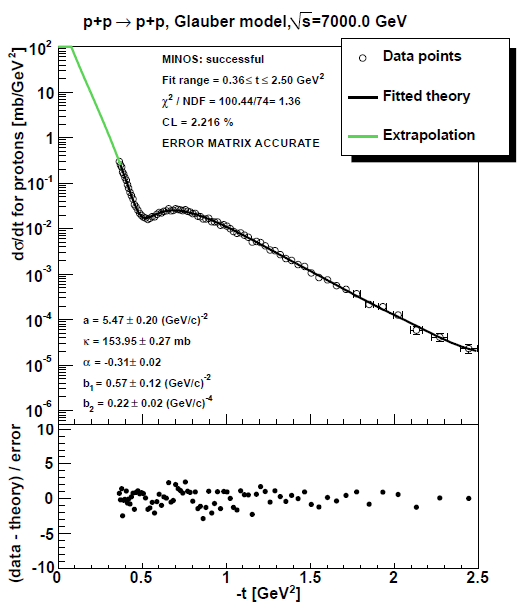 p+p → p+p, Glauber model,√s=7000.0 GeV
dσ/dt for protons [mb/GeV²]
10²
10
1
10⁻¹
10⁻²
10⁻³
10⁻⁴
10⁻⁵
10⁻⁶
MINOS: successful
Fit range = 0.36≤ t ≤ 2.50 GeV²
χ² / NDF = 100.44/74= 1.36
CL = 2.216 %
ERROR MATRIX ACCURATE
Data points
Fitted theory
Extrapolation
a = 5.47 ± 0.20 (GeV/c)⁻²
κ = 153.95 ± 0.27 mb
α = -0.31 ± 0.02
b₁ = 0.57 ± 0.12 (GeV/c)⁻²
b₂ = 0.22 ± 0.02 (GeV/c)⁻⁴
(data - theory) / error
10
5
0
-5
-10
0 0.5 1 1.5 2 2.5
-t [GeV²]